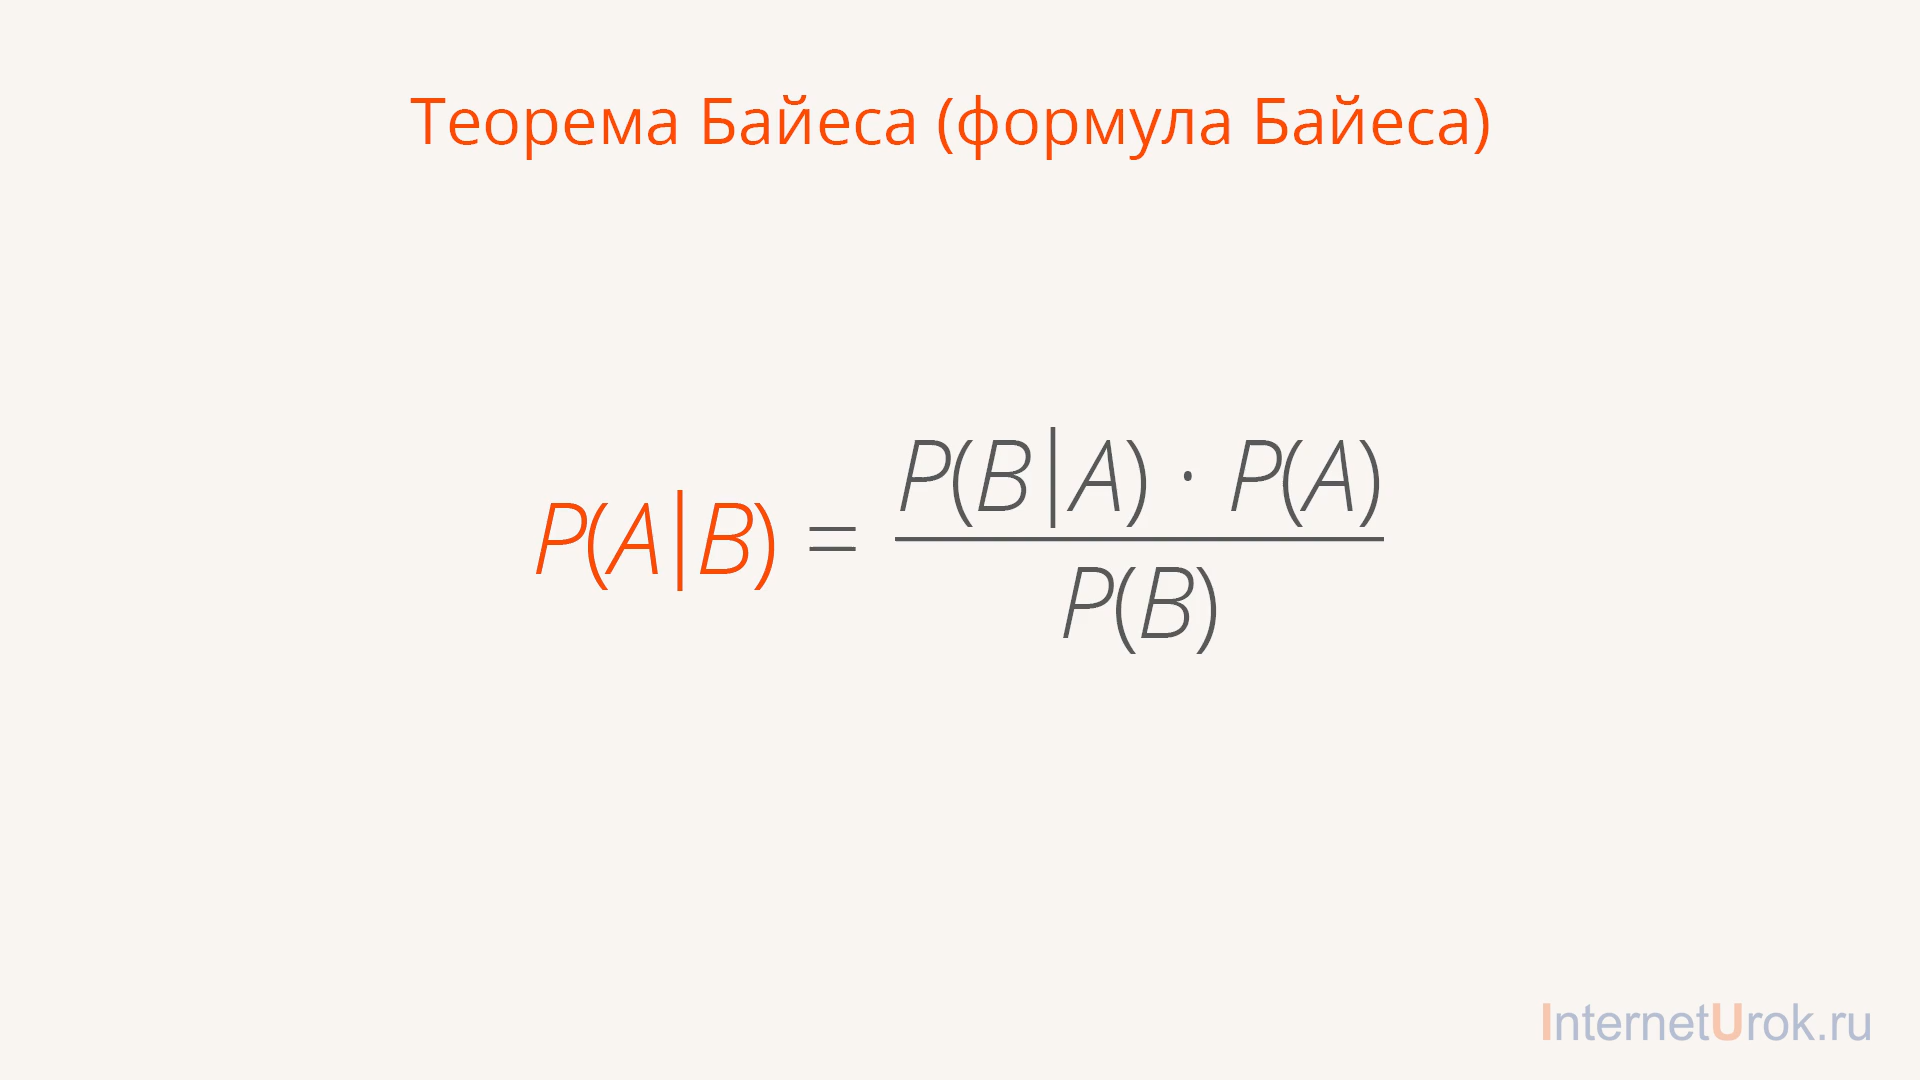 Теорема Байеса (формула Байеса)
P(A|B) = P(B|A) · P(A)
P(B)
InternetUrok.ru